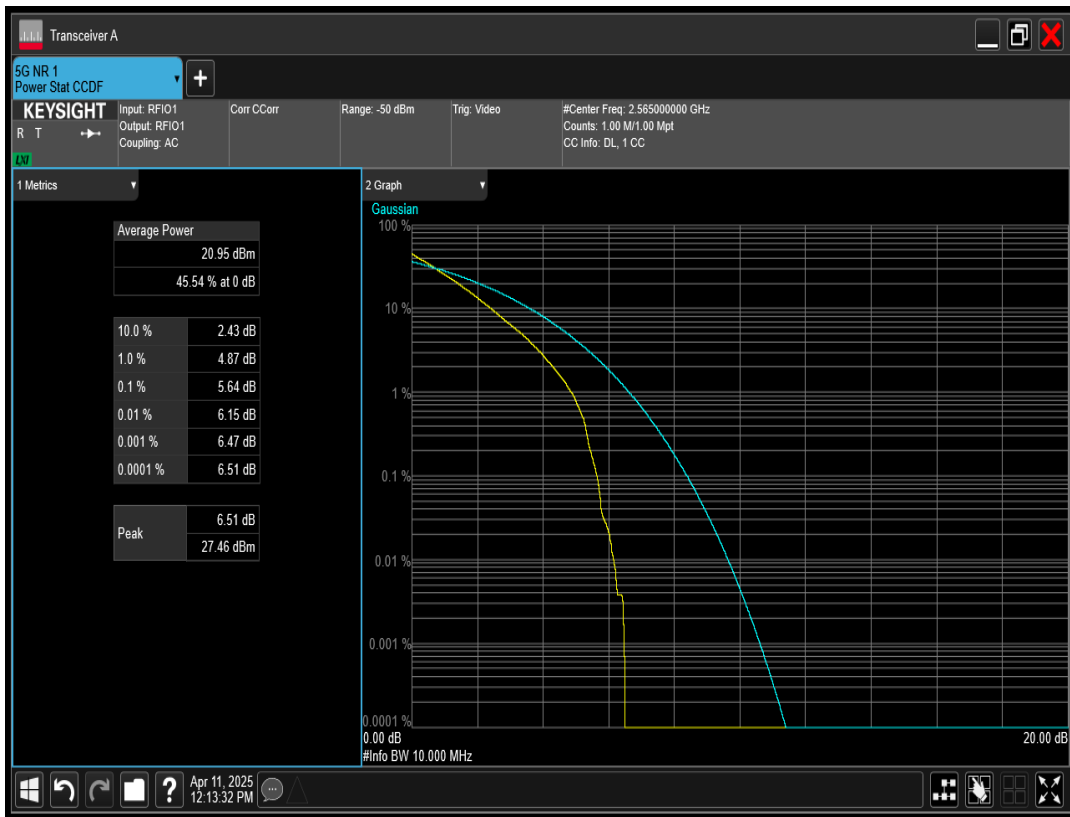 Transceiver A
5G NR 1
Power Stat CCDF
+
KEYSIGHT
R T
LXI
Input: RFIO1
Output: RFIO1
Coupling: AC
Corr CCorr
Range: -50 dBm
Trig: Video
#Center Freq: 2.565000000 GHz
Counts: 1.00 M/1.00 Mpt
CC Info: DL, 1 CC
1 Metrics
Average Power
20.95 dBm
45.54 % at 0 dB
10.0 % 2.43 dB
1.0 % 4.87 dB
0.1 % 5.64 dB
0.01 % 6.15 dB
0.001 % 6.47 dB
0.0001 % 6.51 dB
Peak
6.51 dB
27.46 dBm
2 Graph
Gaussian
100 %
10 %
1 %
0.1 %
0.01 %
0.001 %
0.0001 %
0.00 dB
20.00 dB
#Info BW 10.000 MHz
?
Apr 11, 2025
12:13:32 PM